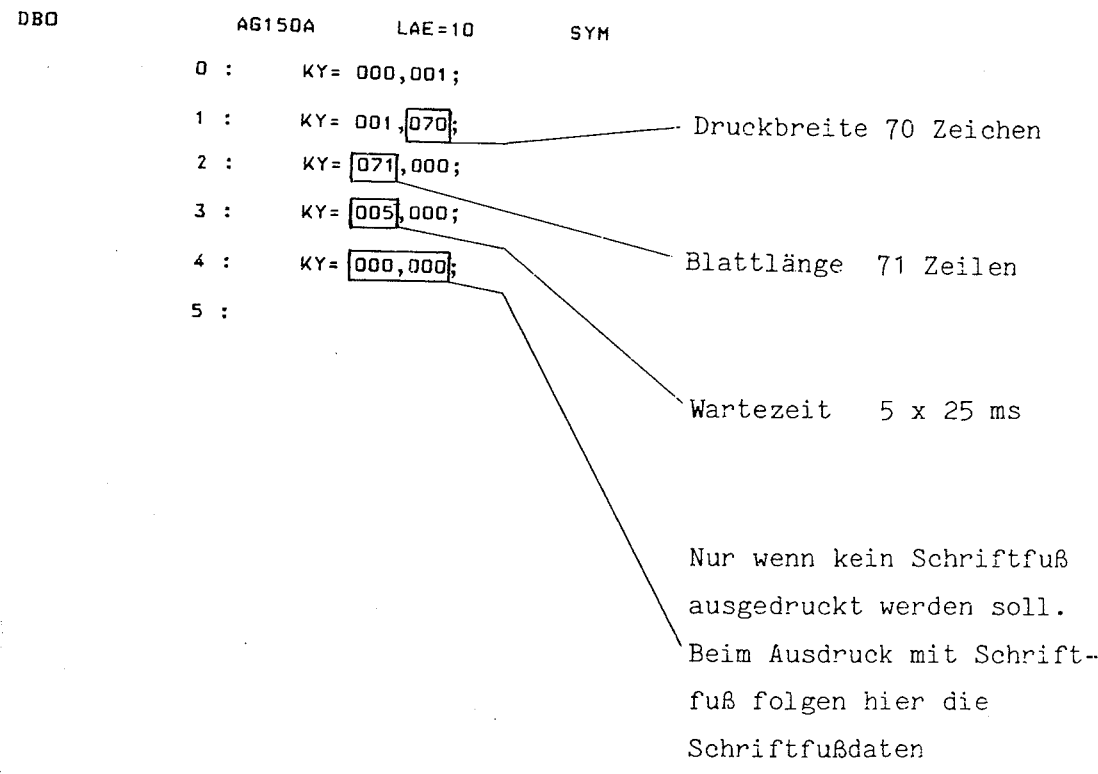 DB0 AG150A LAE=10 SYM
0 : KY= 000,001;
1 : KY= 001,070;
Druckbreite 70 Zeichen
2 : KY= 071,000;
3 : KY= 005,000;
Blattlänge 71 Zeilen
4 : KY= 000,000;
5 :
Wartezeit 5 x 25 ms
Nur wenn kein Schriftfuß
ausgedruckt werden soll.
Beim Ausdruck mit Schrift-
fuß folgen hier die
Schriftfußdaten